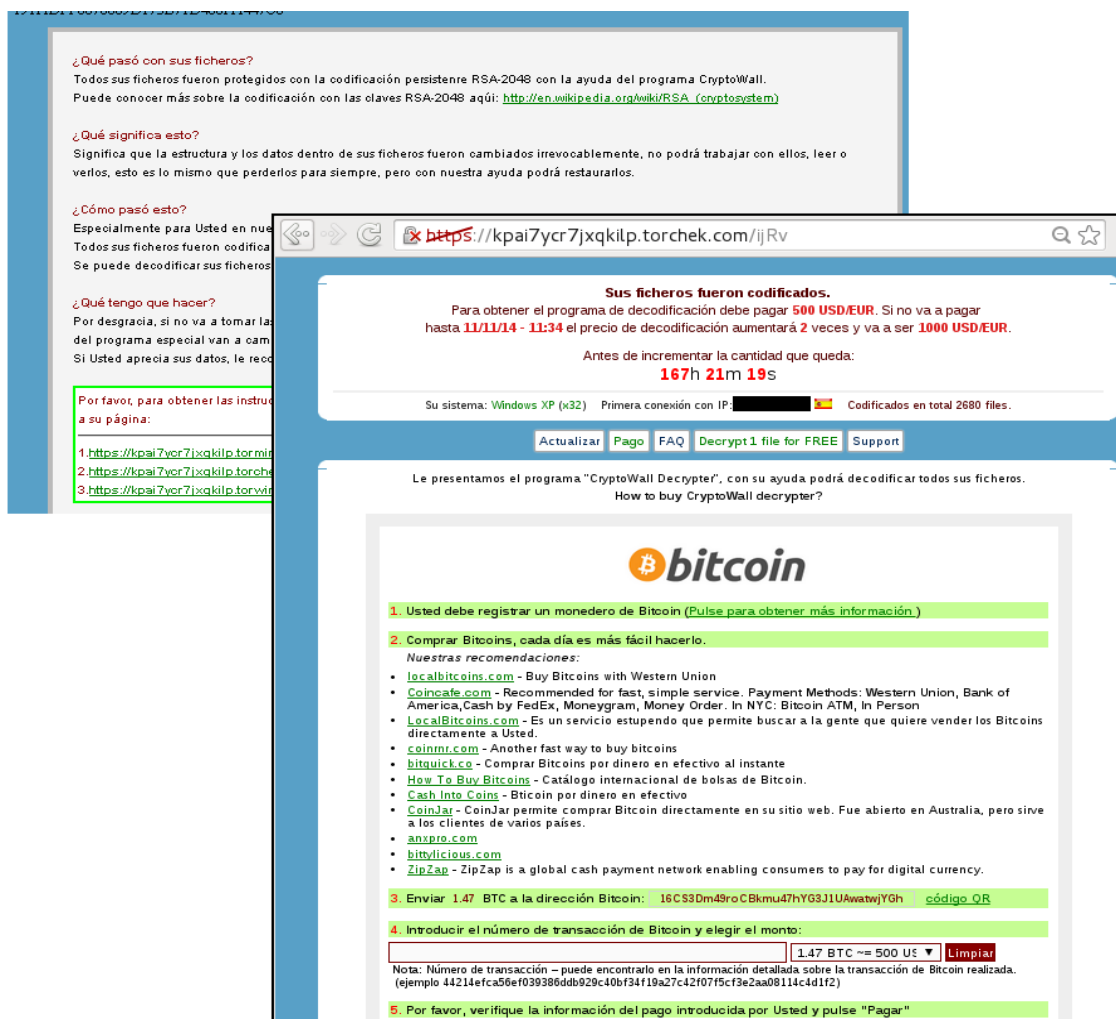 ¿Qué pasó con sus ficheros?
Todos sus ficheros fueron protegidos con la codificación persistenre RSA-2048 con la ayuda del programa CryptoWall.
Puede conocer más sobre la codificación con las claves RSA-2048 aqúi: http://en.wikipedia.org/wiki/RSA_(cryptosystem)
¿Qué significa esto?
Significa que la estructura y los datos dentro de sus ficheros fueron cambiados irrevocablemente, no podrá trabajar con ellos, leer o
verlos, esto es lo mismo que perderlos para siempre, pero con nuestra ayuda podrá restaurarlos.
¿Cómo pasó esto?
Especialmente para Usted en nue
Todos sus ficheros fueron codifica
Se puede decodificar sus ficheros
¿Qué tengo que hacer?
Por desgracia, si no va a tomar la
del programa especial van a cam
Si Usted aprecia sus datos, le reco
Por favor, para obtener las instruc
a su página:
1.https://kpai7ycr7jxqkilp.tormin
2.https://kpai7ycr7jxqkilp.torche
3.https://kpai7ycr7jxqkilp.torwin
https://kpai7ycr7jxqkilp.torchek.com/ijRv
Sus ficheros fueron codificados.
Para obtener el programa de decodificación debe pagar 500 USD/EUR. Si no va a pagar
hasta 11/11/14 - 11:34 el precio de decodificación aumentará 2 veces y va a ser 1000 USD/EUR.
Antes de incrementar la cantidad que queda:
167h 21m 19s
Su sistema: Windows XP (x32) Primera conexión con IP: Codificados en total 2680 files.
Actualizar Pago FAQ Decrypt 1 file for FREE Support
Le presentamos el programa "CryptoWall Decrypter", con su ayuda podrá decodificar todos sus ficheros.
How to buy CryptoWall decrypter?
bitcoin
1. Usted debe registrar un monedero de Bitcoin (Pulse para obtener más información )
2. Comprar Bitcoins, cada día es más fácil hacerlo.
Nuestras recomendaciones:
• localbitcoins.com - Buy Bitcoins with Western Union
• Coincafe.com - Recommended for fast, simple service. Payment Methods: Western Union, Bank of
America,Cash by FedEx, Moneygram, Money Order. In NYC: Bitcoin ATM, In Person
• LocalBitcoins.com - Es un servicio estupendo que permite buscar a la gente que quiere vender los Bitcoins
directamente a Usted.
• coinrnr.com - Another fast way to buy bitcoins
• bitquick.co - Comprar Bitcoins por dinero en efectivo al instante
• How To Buy Bitcoins - Catálogo internacional de bolsas de Bitcoin.
• Cash Into Coins - Bticoin por dinero en efectivo
• CoinJar - CoinJar permite comprar Bitcoin directamente en su sitio web. Fue abierto en Australia, pero sirve
a los clientes de varios países.
• anxpro.com
• bittylicious.com
• ZipZap - ZipZap is a global cash payment network enabling consumers to pay for digital currency.
3. Enviar 1.47 BTC a la dirección Bitcoin: 16CS3Dm49roCBkmu47hYG3J1UAwatwjYGh código QR
4. Introducir el número de transacción de Bitcoin y elegir el monto:
1.47 BTC ~= 500 US Limpiar
Nota: Número de transacción – puede encontrarlo en la información detallada sobre la transacción de Bitcoin realizada.
(ejemplo 44214efca56ef039386ddb929c40bf34f19a27c42f07f5cf3e2aa08114c4d1f2)
5. Por favor, verifique la información del pago introducida por Usted y pulse "Pagar"